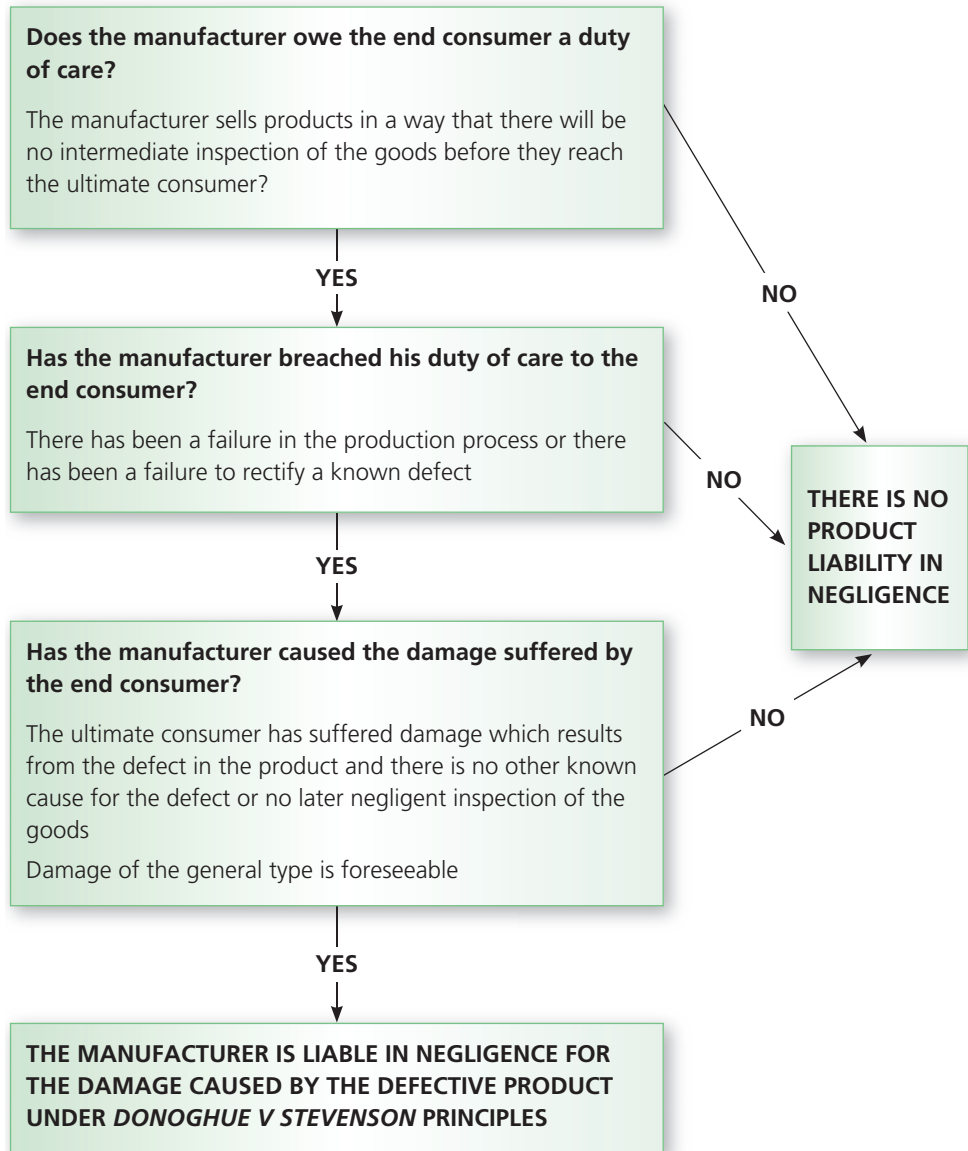 Does the manufacturer owe the end consumer a duty
of care?
The manufacturer sells products in a way that there will be
no intermediate inspection of the goods before they reach
the ultimate consumer?
YES
NO
Has the manufacturer breached his duty of care to the
end consumer?
There has been a failure in the production process or there
has been a failure to rectify a known defect
NO
THERE IS NO
PRODUCT
LIABILITY IN
NEGLIGENCE
YES
Has the manufacturer caused the damage suffered by
the end consumer?
The ultimate consumer has suffered damage which results
from the defect in the product and there is no other known
cause for the defect or no later negligent inspection of the
goods
Damage of the general type is foreseeable
NO
YES
THE MANUFACTURER IS LIABLE IN NEGLIGENCE FOR
THE DAMAGE CAUSED BY THE DEFECTIVE PRODUCT
UNDER DONOGHUE V STEVENSON PRINCIPLES